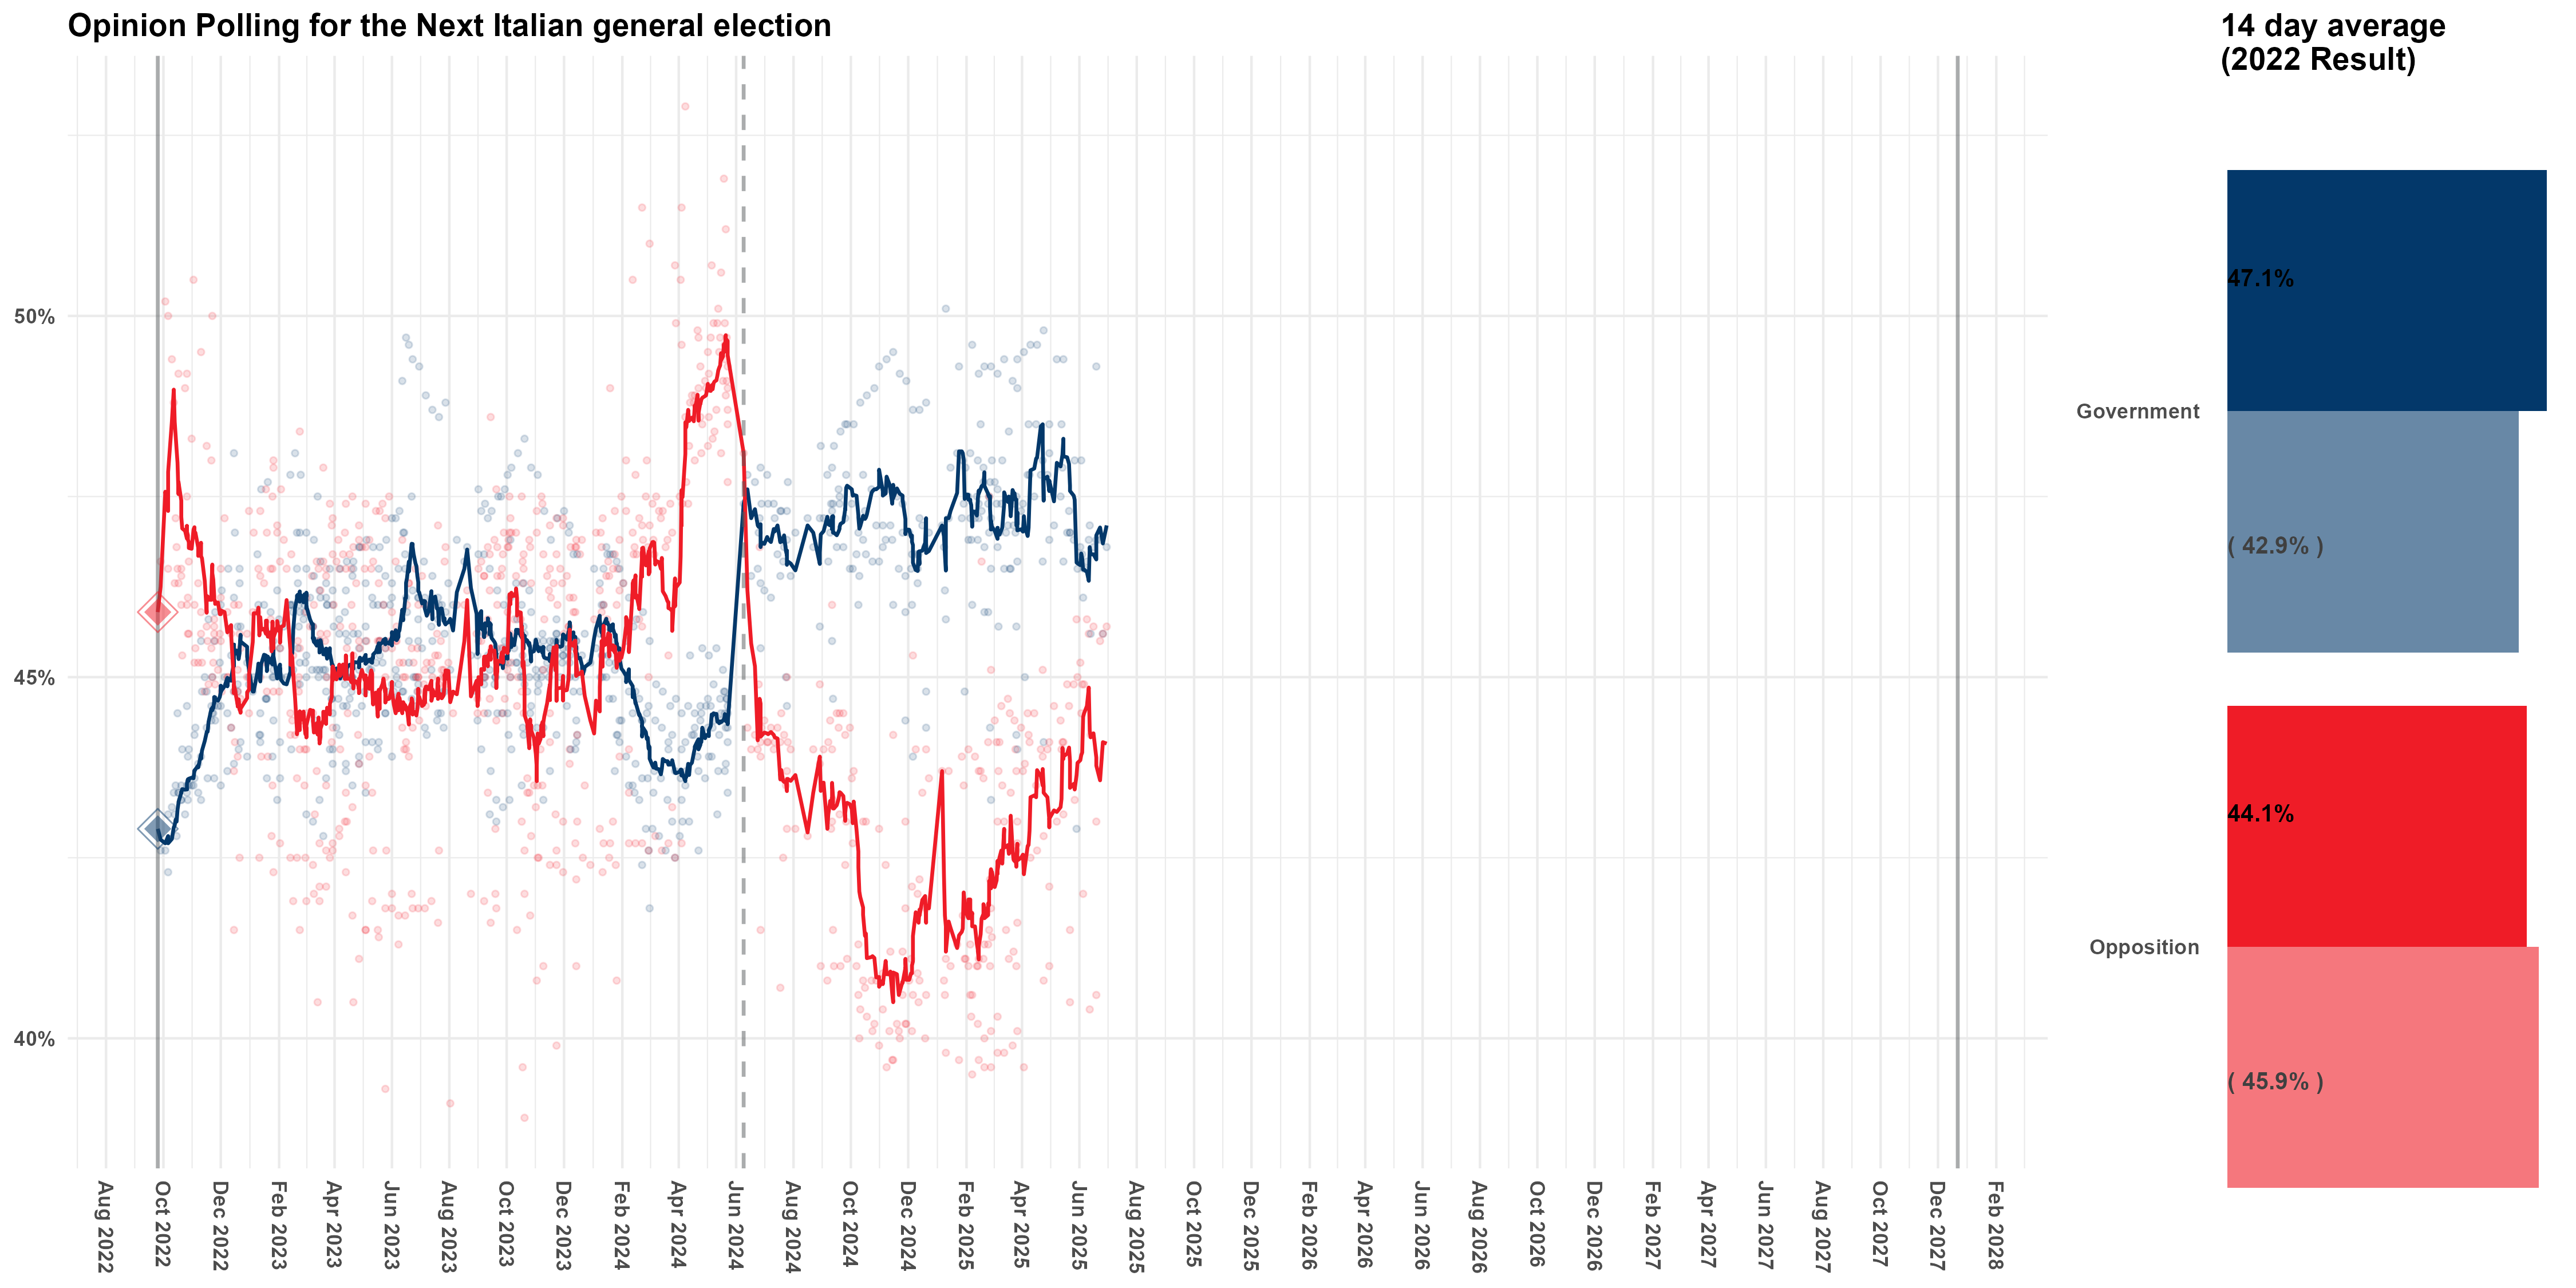 Opinion Polling for the Next Italian general election
14 day average
(2022 Result)
50%
45%
40%
Government
47.1%
( 42.9% )
Opposition
44.1%
( 45.9% )
Aug 2022
Oct 2022
Dec 2022
Feb 2023
Apr 2023
Jun 2023
Aug 2023
Oct 2023
Dec 2023
Feb 2024
Apr 2024
Jun 2024
Aug 2024
Oct 2024
Dec 2024
Feb 2025
Apr 2025
Jun 2025
Aug 2025
Oct 2025
Dec 2025
Feb 2026
Apr 2026
Jun 2026
Aug 2026
Oct 2026
Dec 2026
Feb 2027
Apr 2027
Jun 2027
Aug 2027
Oct 2027
Dec 2027
Feb 2028